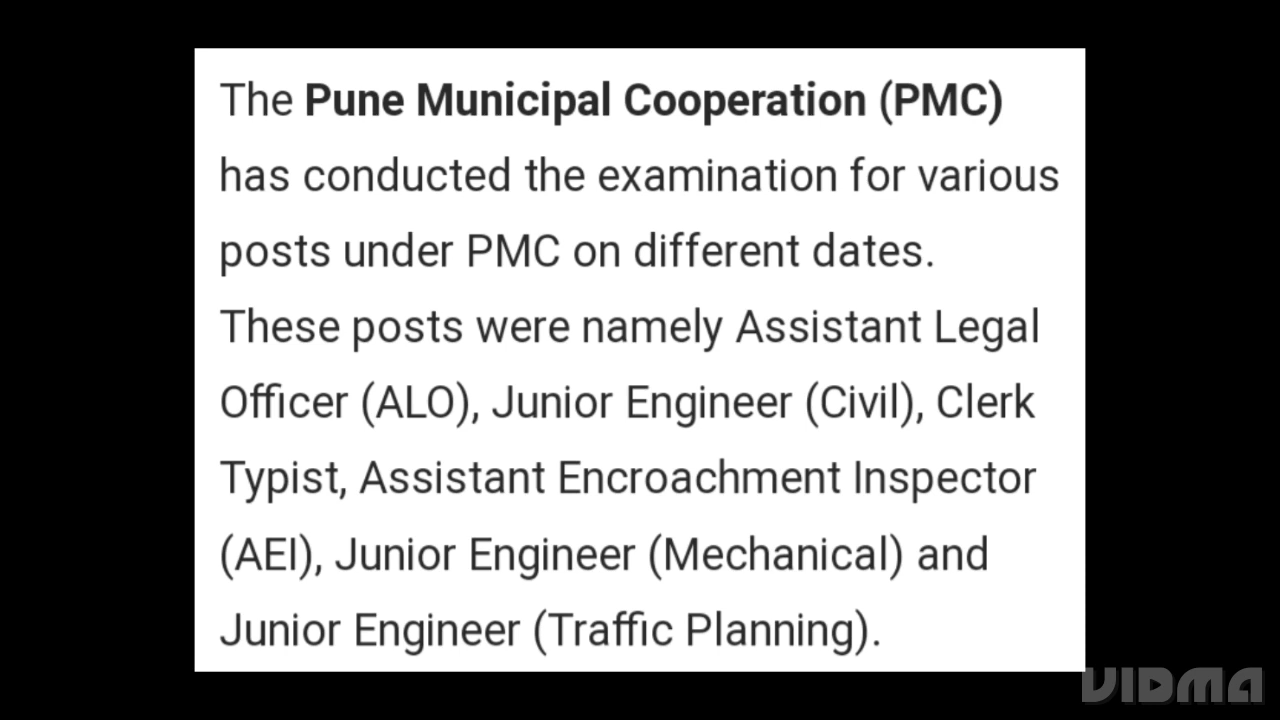 The Pune Municipal Cooperation (PMC)
has conducted the examination for various
posts under PMC on different dates.
These posts were namely Assistant Legal
Officer (ALO), Junior Engineer (Civil), Clerk
Typist, Assistant Encroachment Inspector
(AEI), Junior Engineer (Mechanical) and
Junior Engineer (Traffic Planning).
VIDMA